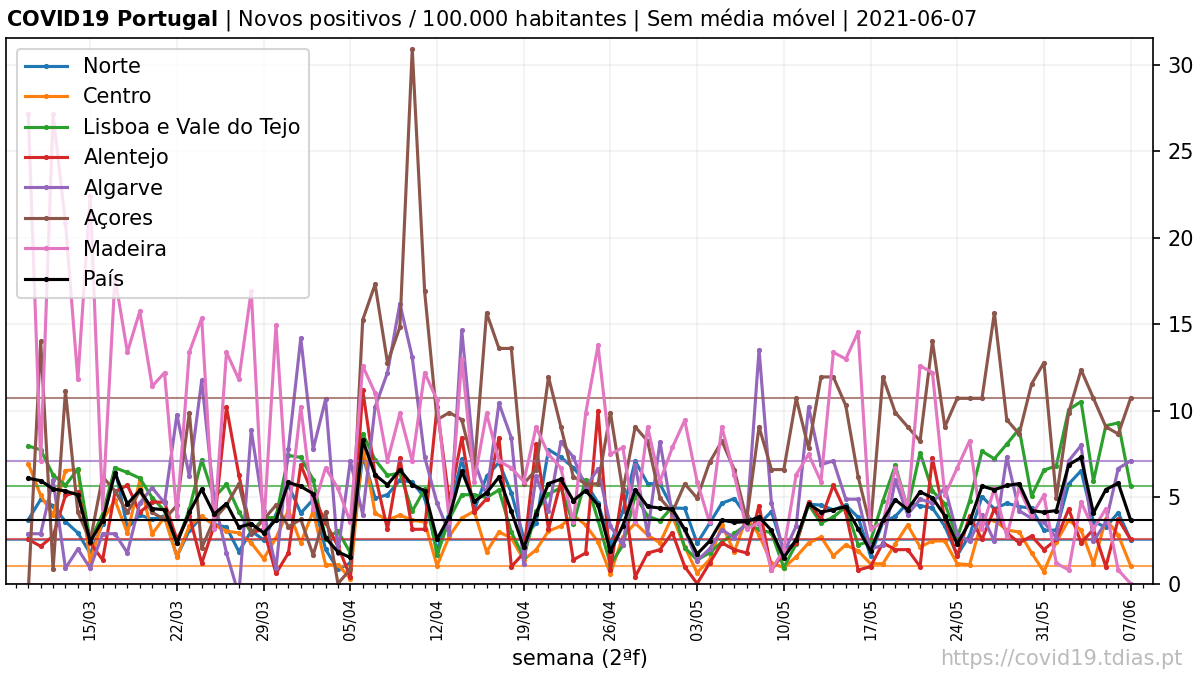 COVID19 Portugal | Novos positivos / 100.000 habitantes | Sem média móvel | 2021-06-07
Norte
Centro
Lisboa e Vale do Tejo
Alentejo
Algarve
Açores
Madeira
País
30
25
20
15
10
5
0
15/03
22/03
29/03
05/04
12/04
19/04
26/04
03/05
10/05
17/05
24/05
31/05
07/06
semana (2ªf)
https://covid19.tdias.pt